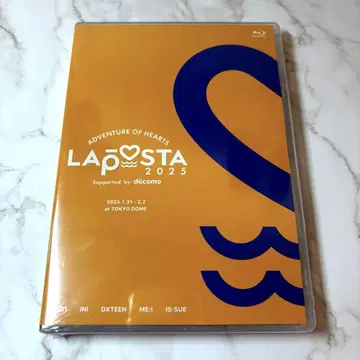 ADVENTURE OF HEARTS
LAPOSTA
2025
Supported by döcomo
2025.1.31 - 2.2
at TOKYO DOME
INI DXTEEN ME:I IS:SUE